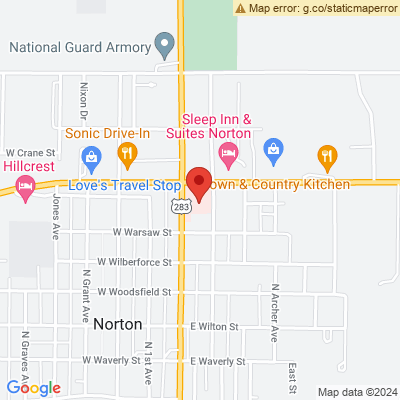 Map error: g.co/staticmaperror
National Guard Armory
Nixon Dr
Sleep Inn &
Suites Norton
Sonic Drive-In
W Crane St
Hillcrest
Love's Travel Stop
own & Country Kitchen
283
Jones Ave
W Warsaw St
W Wilberforce St
N Grant Ave
W Woodsfield St
N Archer Ave
Norton
E Wilton St
N Graves Ave
N 1st Ave
W Waverly St
E Waverly St
East St
Google
Map data ©2024